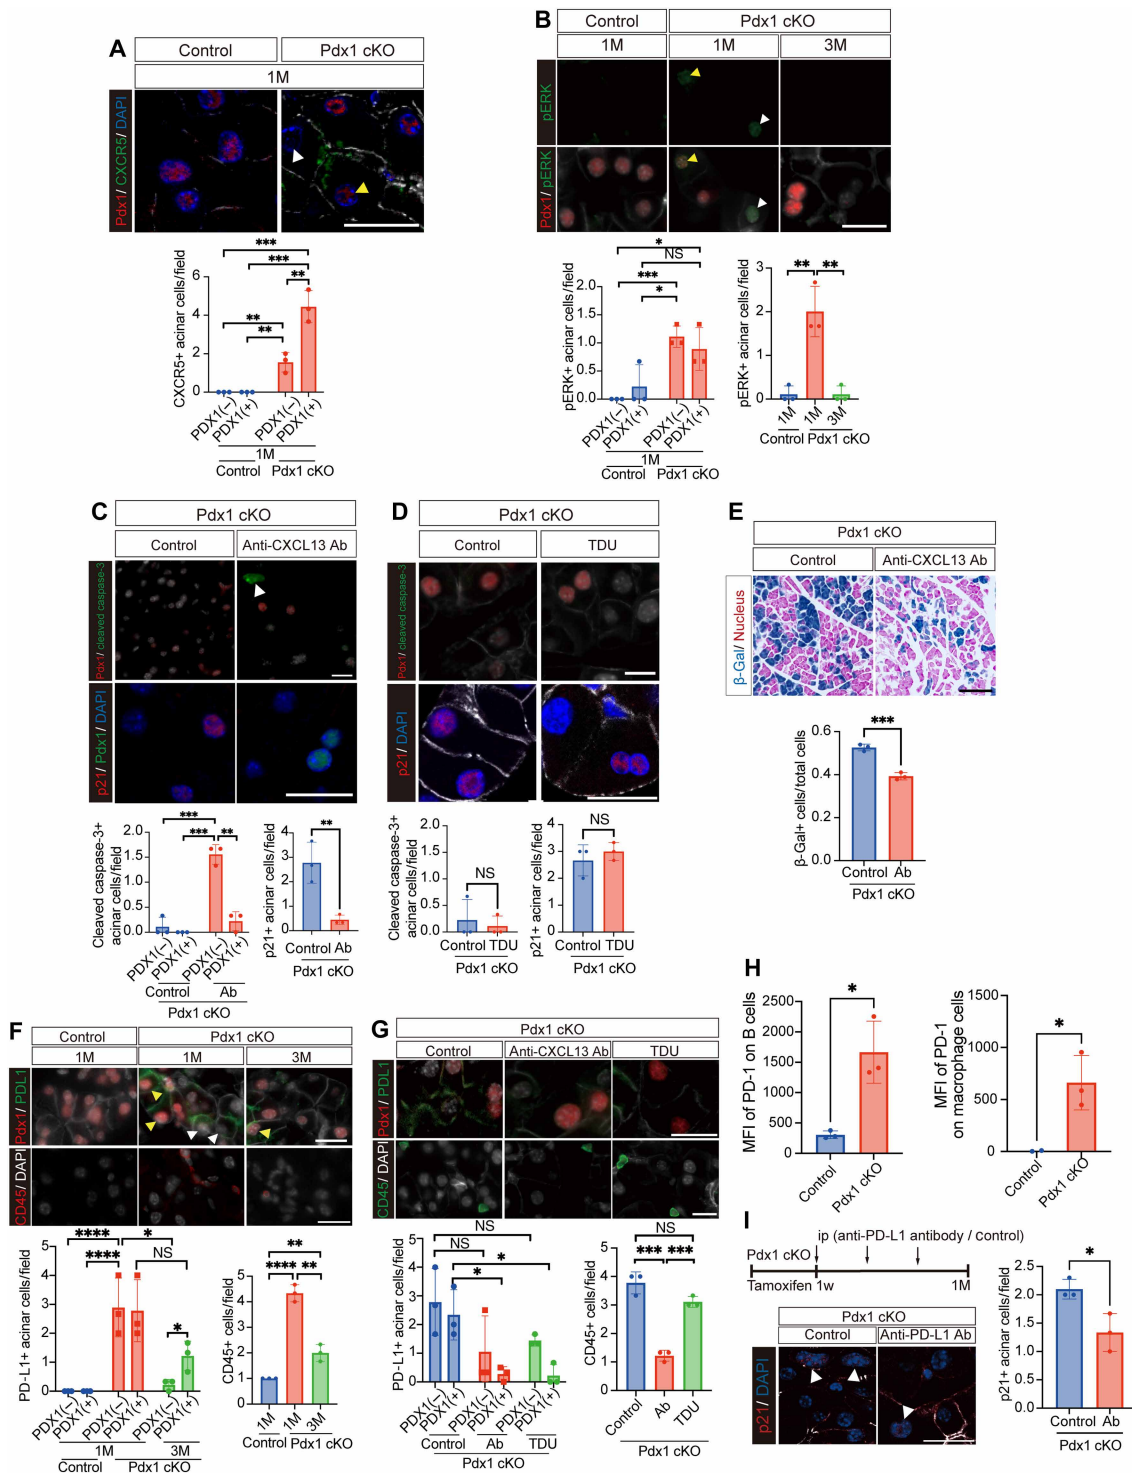 A
Control
Pdx1 cKO
1M
Pdx1/ CXCR5/ DAPI
CXCR5+ acinar cells/field
6
4
2
0
***
***
**
**
**
PDX1(−)
PDX1(+)
PDX1(−)
PDX1(+)
1M
Control
Pdx1 cKO
B
Control
Pdx1 cKO
1M
1M
3M
pERK
Pdx1/ pERK
pERK+ acinar cells/field
2.0
1.5
1.0
0.5
0.0
*
NS
***
*
PDX1(−)
PDX1(+)
PDX1(−)
PDX1(+)
1M
Control
Pdx1 cKO
pERK+ acinar cells/field
3
2
1
0
**
**
1M
1M
3M
Control
Pdx1 cKO
C
Pdx1 cKO
Control
Anti-CXCL13 Ab
Pdx1/ cleaved caspase-3
p21/ Pdx1/ DAPI
Cleaved caspase-3+
acinar cells/field
2.0
1.5
1.0
0.5
0.0
***
***
**
PDX1(−)
PDX1(+)
PDX1(−)
PDX1(+)
Control
Ab
Pdx1 cKO
p21+ acinar cells/field
4
3
2
1
0
**
Control
Ab
Pdx1 cKO
D
Pdx1 cKO
Control
TDU
Pdx1/ cleaved caspase-3
p21/ DAPI
Cleaved caspase-3+
acinar cells/field
2.0
1.5
1.0
0.5
0.0
NS
Control
TDU
Pdx1 cKO
p21+ acinar cells/field
4
3
2
1
0
NS
Control
TDU
Pdx1 cKO
E
Pdx1 cKO
Control
Anti-CXCL13 Ab
β-Gal/ Nucleus
β-Gal+ cells/total cells
0.6
0.4
0.2
0.0
***
Control
Ab
Pdx1 cKO
F
Control
Pdx1 cKO
1M
1M
3M
Pdx1/ PDL1
CD45/ DAPI
PD-L1+ acinar cells/field
5
4
3
2
1
0
****
*
****
NS
*
PDX1(−)
PDX1(+)
PDX1(−)
PDX1(+)
PDX1(−)
PDX1(+)
1M
3M
Control
Pdx1 cKO
CD45+ cells/field
5
4
3
2
1
0
**
****
**
1M
1M
3M
Control
Pdx1 cKO
G
Pdx1 cKO
Control
Anti-CXCL13 Ab
TDU
Pdx1/ PDL1
CD45/ DAPI
PD-L1+ acinar cells/field
5
4
3
2
1
0
NS
NS
*
*
PDX1(−)
PDX1(+)
PDX1(−)
PDX1(+)
PDX1(−)
PDX1(+)
Control
Ab
TDU
Pdx1 cKO
CD45+ cells/field
5
4
3
2
1
0
NS
***
***
Control
Ab
TDU
Pdx1 cKO
H
MFI of PD-1 on B cells
2500
2000
1500
1000
500
0
*
Control
Pdx1 cKO
MFI of PD-1
on macrophage cells
1500
1000
500
0
*
Control
Pdx1 cKO
I
ip (anti-PD-L1 antibody / control)
Pdx1 cKO
Tamoxifen 1w
1M
Pdx1 cKO
Control
Anti-PD-L1 Ab
p21/ DAPI
p21+ acinar cells/field
2.5
2.0
1.5
1.0
0.5
0.0
*
Control
Ab
Pdx1 cKO